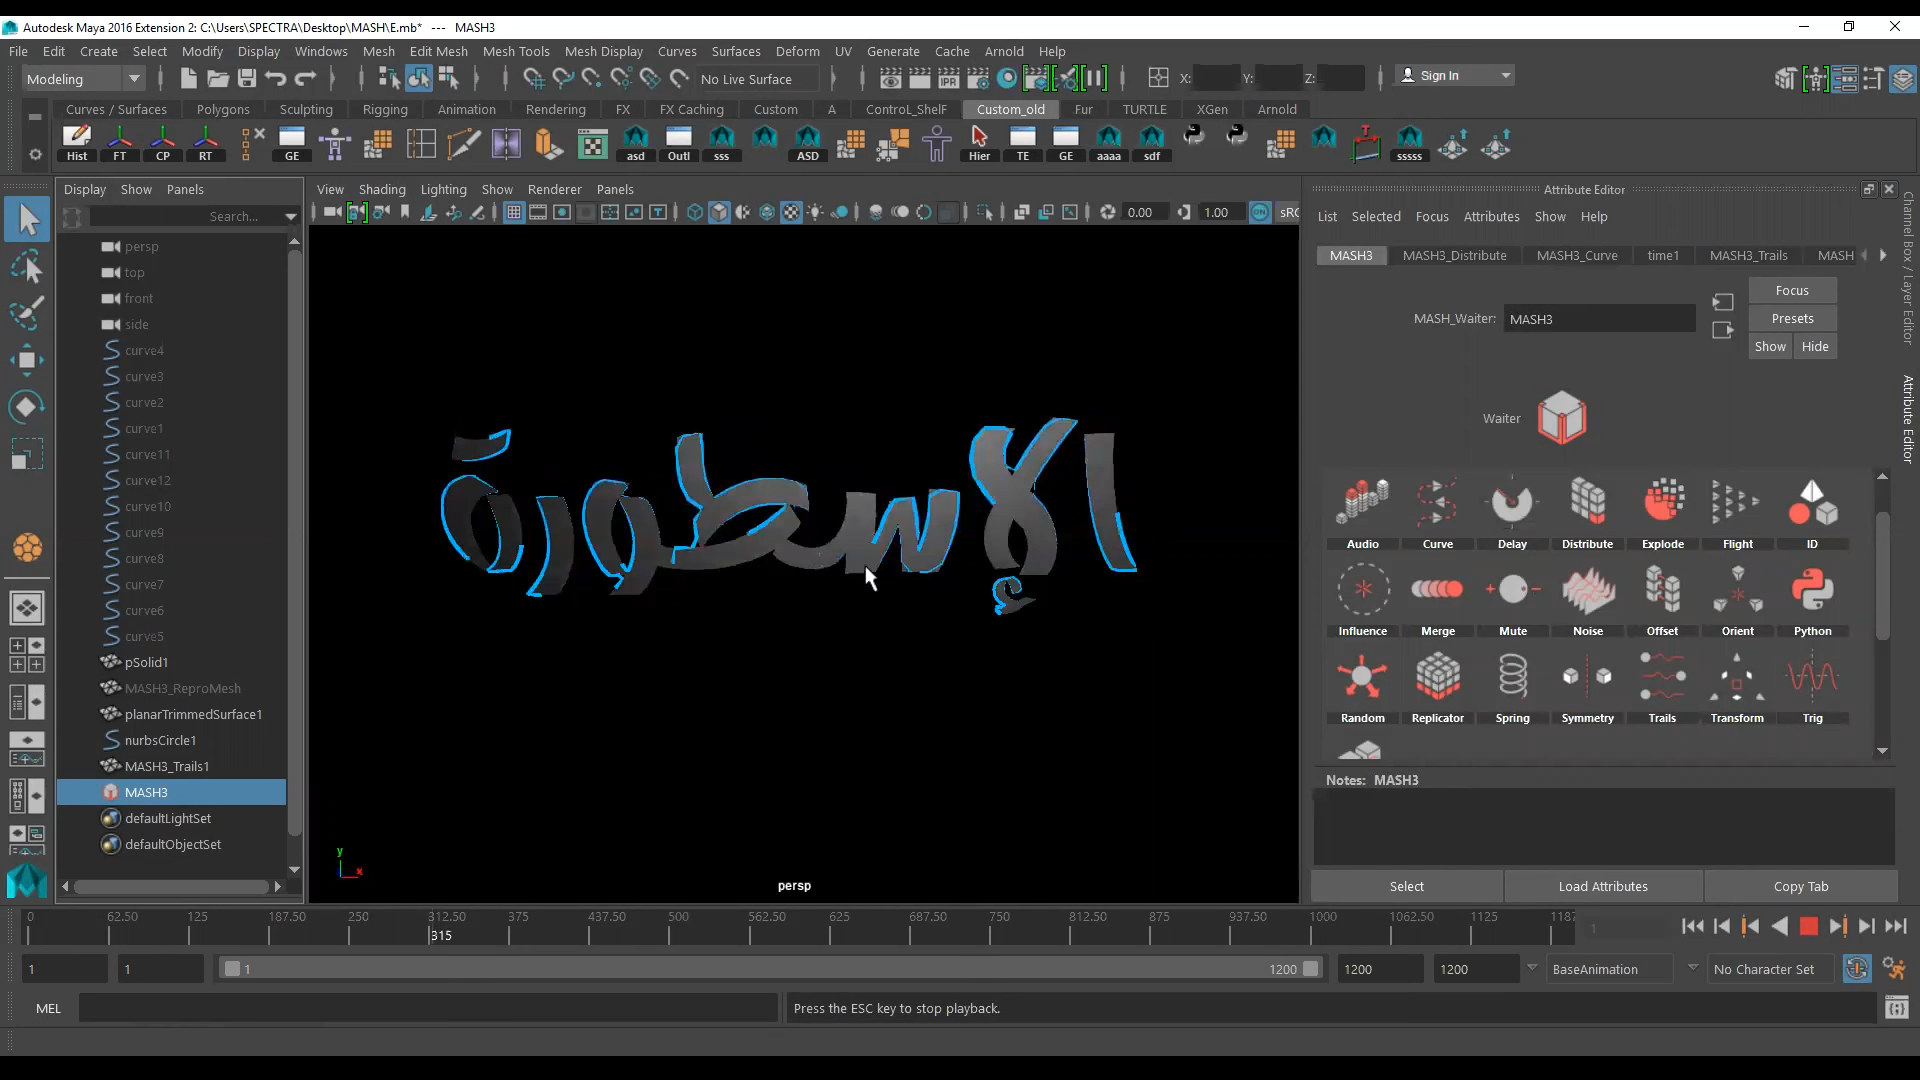 Autodesk Maya 2016 Extension 2: C:\Users\SPECTRA\Desktop\MASH\E.mb* --- MASH3
File Edit Create Select Modify Display Windows Mesh Edit Mesh Mesh Tools Mesh Display Curves Surfaces Deform UV Generate Cache Arnold Help
Modeling No Live Surface X: Y: Z: Sign In
Curves / Surfaces Polygons Sculpting Rigging Animation Rendering FX FX Caching Custom A ControL_ShelF Custom_old Fur TURTLE XGen Arnold
Hist FT CP RT GE asd Outl sss ASD Hier TE GE aaaa sdf sssss
Display Show Panels
Search...
persp
top
front
side
curve4
curve3
curve2
curve1
curve11
curve12
curve10
curve9
curve8
curve7
curve6
curve5
pSolid1
MASH3_ReproMesh
planarTrimmedSurface1
nurbsCircle1
MASH3_Trails1
MASH3
defaultLightSet
defaultObjectSet
View Shading Lighting Show Renderer Panels
0.00 1.00
الإسطورة
y
x
persp
Attribute Editor
List Selected Focus Attributes Show Help
MASH3 MASH3_Distribute MASH3_Curve time1 MASH3_Trails MASH
MASH_Waiter: MASH3
Focus
Presets
Show Hide
Waiter
Audio Curve Delay Distribute Explode Flight ID
Influence Merge Mute Noise Offset Orient Python
Random Replicator Spring Symmetry Trails Transform Trig
Notes: MASH3
Select Load Attributes Copy Tab
Channel Box / Layer Editor
Attribute Editor
0 62.50 125 187.50 250 312.50 375 437.50 500 562.50 625 687.50 750 812.50 875 937.50 1000 1062.50 1125 1187
315
1
1 1 1 1200 1200 1200 BaseAnimation No Character Set
MEL Press the ESC key to stop playback.